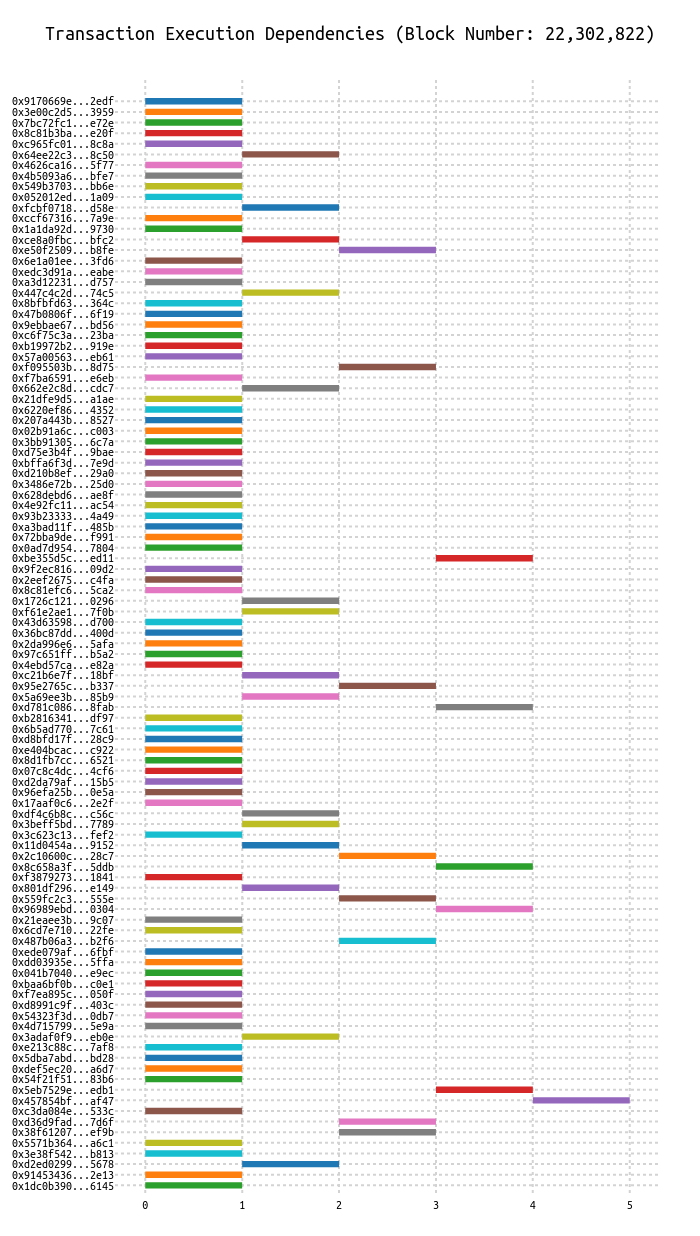 Transaction Execution Dependencies (Block Number: 22,302,822)
0x9170669e...2edf
0x3e00c2d5...3959
0x7bc72fc1...e72e
0x8c81b3ba...e20f
0xc965fc01...8c8a
0x64ee22c3...8c50
0x4626ca16...5f77
0x4b5093a6...bfe7
0x549b3703...bb6e
0x052012ed...1a09
0xfcbf0718...d58e
0xccf67316...7a9e
0x1a1da92d...9730
0xce8a0fbc...bfc2
0xe50f2509...b8fe
0x6e1a01ee...3fd6
0xedc3d91a...eabe
0xa3d12231...d757
0x447c4c2d...74c5
0x8bfbfd63...364c
0x47b0806f...6f19
0x9ebbae67...bd56
0xc6f75c3a...23ba
0xb19972b2...919e
0x57a00563...eb61
0xf095503b...8d75
0xf7ba6591...e6eb
0x662e2c8d...cdc7
0x21dfe9d5...a1ae
0x6220ef86...4352
0x207a443b...8527
0x02b91a6c...c003
0x3bb91305...6c7a
0xd75e3b4f...9bae
0xbffa6f3d...7e9d
0xd210b8ef...29a0
0x3486e72b...25d0
0x628debd6...ae8f
0x4e92fc11...ac54
0x93b23333...4a49
0xa3bad11f...485b
0x72bba9de...f991
0x0ad7d954...7804
0xbe355d5c...ed11
0x9f2ec816...09d2
0x2eef2675...c4fa
0x8c81efc6...5ca2
0x1726c121...0296
0xf61e2ae1...7f0b
0x43d63598...d700
0x36bc87dd...400d
0x2da996e6...5afa
0x97c651ff...b5a2
0x4ebd57ca...e82a
0xc21b6e7f...18bf
0x95e2765c...b337
0x5a69ee3b...85b9
0xd781c086...8fab
0xb2816341...df97
0x6b5ad770...7c61
0xd8bfd17f...28c9
0xe404bcac...c922
0x8d1fb7cc...6521
0x07c8c4dc...4cf6
0xd2da79af...15b5
0x96efa25b...0e5a
0x17aaf0c6...2e2f
0xdf4c6b8c...c56c
0x3beff5bd...7789
0x3c623c13...fef2
0x11d0454a...9152
0x2c10600c...28c7
0x8c658a3f...5ddb
0xf3879273...1841
0x801df296...e149
0x559fc2c3...555e
0x96989ebd...0304
0x21eaee3b...9c07
0x6cd7e710...22fe
0x487b06a3...b2f6
0xede079af...6fbf
0xdd03935e...5ffa
0x041b7040...e9ec
0xbaa6bf0b...c0e1
0xf7ea895c...050f
0xd8991c9f...403c
0x54323f3d...0db7
0x4d715799...5e9a
0x3adaf0f9...eb0e
0xe213c88c...7af8
0x5dba7abd...bd28
0xdef5ec20...a6d7
0x54f21f51...83b6
0x5eb7529e...edb1
0x457854bf...af47
0xc3da084e...533c
0xd36d9fad...7d6f
0x38f61207...ef9b
0x5571b364...a6c1
0x3e38f542...b813
0xd2ed0299...5678
0x91453436...2e13
0x1dc0b390...6145
0 1 2 3 4 5